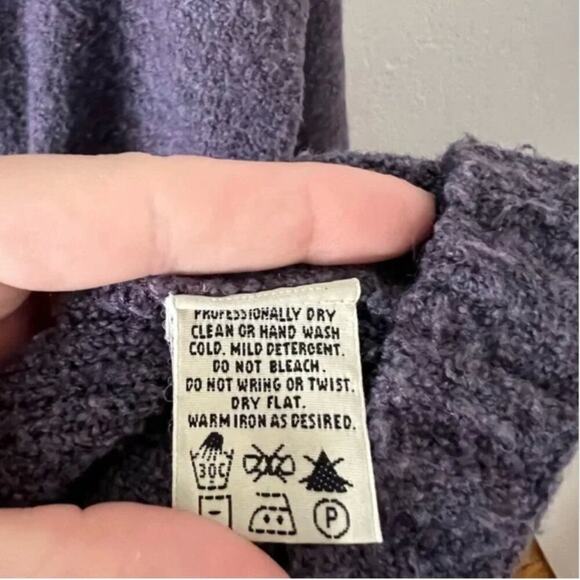 PROFESSIONALLY DRY
CLEAN OR HAND WASH
COLD. MILD DETERGENT.
DO NOT BLEACH.
DO NOT WRING OR TWIST.
DRY FLAT.
WARM IRON AS DESIRED.
30C
P